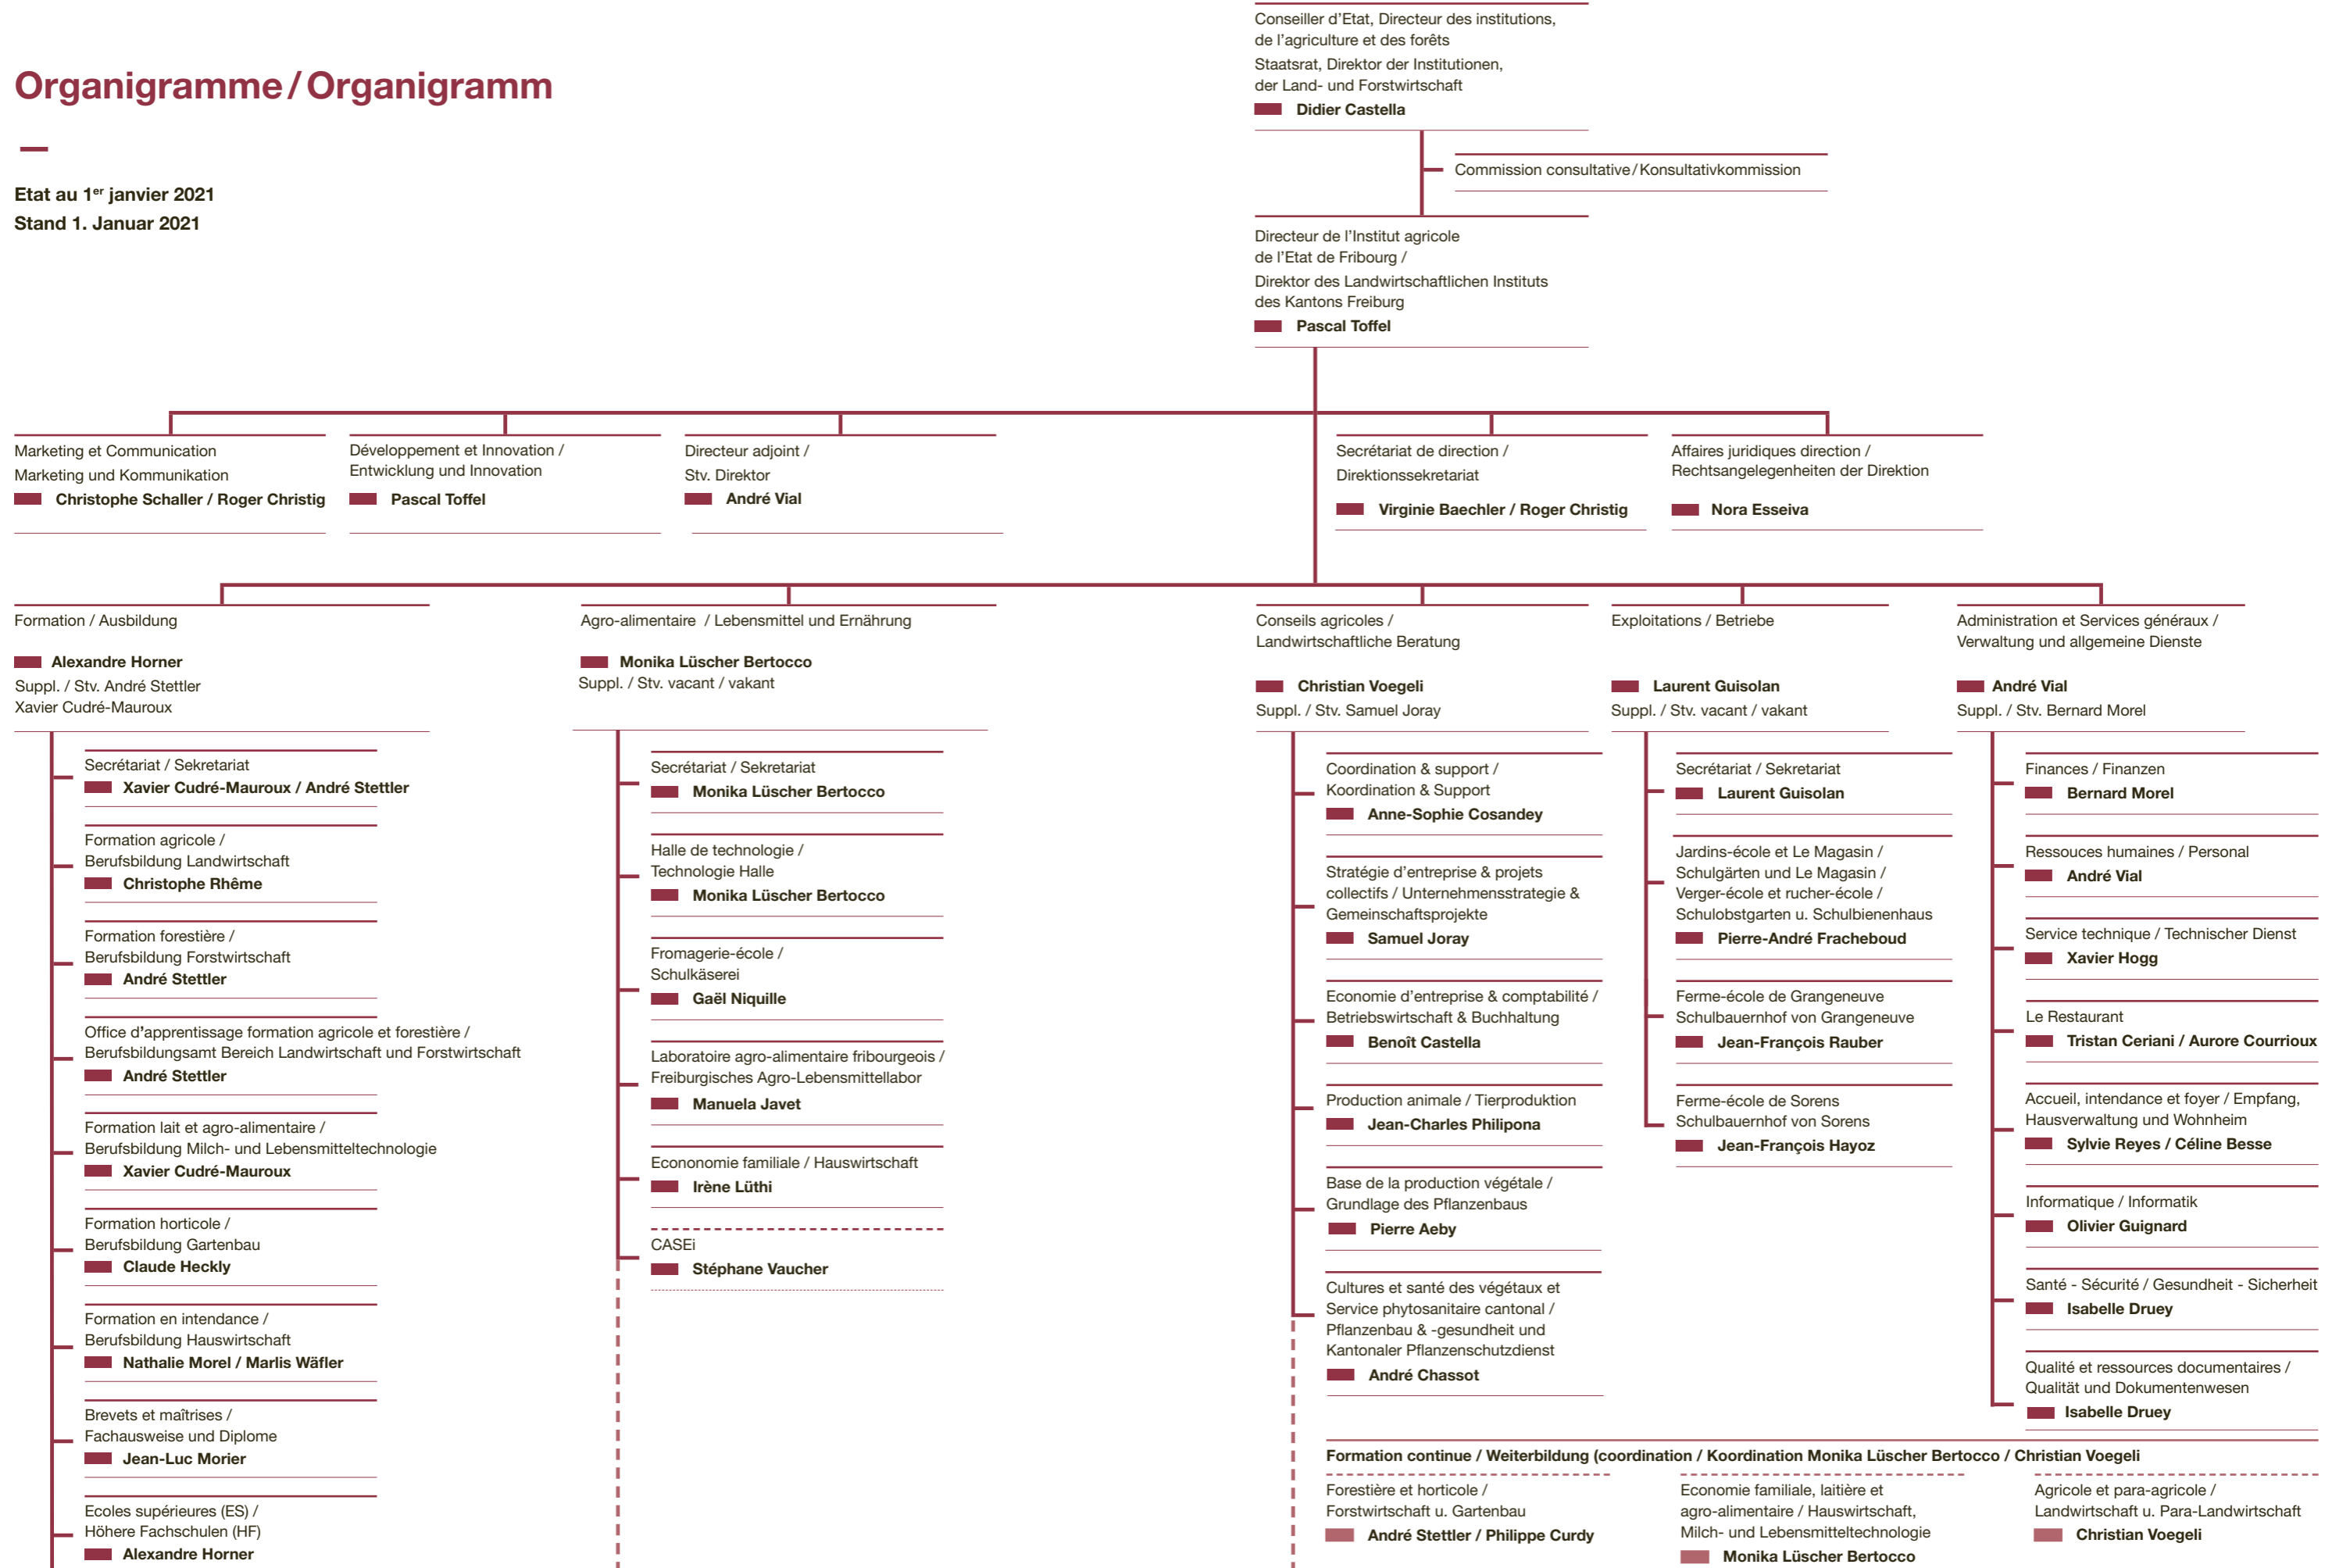 Organigramme / Organigramm
Etat au 1er janvier 2021
Stand 1. Januar 2021
Conseiller d'Etat, Directeur des institutions,
de l'agriculture et des forêts
Staatsrat, Direktor der Institutionen,
der Land- und Forstwirtschaft
Didier Castella
Commission consultative / Konsultativkommission
Directeur de l'Institut agricole
de l'Etat de Fribourg /
Direktor des Landwirtschaftlichen Instituts
des Kantons Freiburg
Pascal Toffel
Marketing et Communication
Marketing und Kommunikation
Christophe Schaller / Roger Christig
Développement et Innovation /
Entwicklung und Innovation
Pascal Toffel
Directeur adjoint /
Stv. Direktor
André Vial
Secrétariat de direction /
Direktionssekretariat
Virginie Baechler / Roger Christig
Affaires juridiques direction /
Rechtsangelegenheiten der Direktion
Nora Esseiva
Formation / Ausbildung
Alexandre Horner
Suppl. / Stv. André Stettler
Xavier Cudré-Mauroux
Secrétariat / Sekretariat
Xavier Cudré-Mauroux / André Stettler
Formation agricole /
Berufsbildung Landwirtschaft
Christophe Rhême
Formation forestière /
Berufsbildung Forstwirtschaft
André Stettler
Office d'apprentissage formation agricole et forestière /
Berufsbildungsamt Bereich Landwirtschaft und Forstwirtschaft
André Stettler
Formation lait et agro-alimentaire /
Berufsbildung Milch- und Lebensmitteltechnologie
Xavier Cudré-Mauroux
Formation horticole /
Berufsbildung Gartenbau
Claude Heckly
Formation en intendance /
Berufsbildung Hauswirtschaft
Nathalie Morel / Marlis Wäfler
Brevets et maîtrises /
Fachausweise und Diplome
Jean-Luc Morier
Ecoles supérieures (ES) /
Höhere Fachschulen (HF)
Alexandre Horner
Agro-alimentaire / Lebensmittel und Ernährung
Monika Lüscher Bertocco
Suppl. / Stv. vacant / vakant
Secrétariat / Sekretariat
Monika Lüscher Bertocco
Halle de technologie /
Technologie Halle
Monika Lüscher Bertocco
Fromagerie-école /
Schulkäserei
Gaël Niquille
Laboratoire agro-alimentaire fribourgeois /
Freiburgisches Agro-Lebensmittellabor
Manuela Javet
Econonomie familiale / Hauswirtschaft
Irène Lüthi
CASEi
Stéphane Vaucher
Conseils agricoles /
Landwirtschaftliche Beratung
Christian Voegeli
Suppl. / Stv. Samuel Joray
Coordination & support /
Koordination & Support
Anne-Sophie Cosandey
Stratégie d'entreprise & projets
collectifs / Unternehmensstrategie &
Gemeinschaftsprojekte
Samuel Joray
Economie d'entreprise & comptabilité /
Betriebswirtschaft & Buchhaltung
Benoît Castella
Production animale / Tierproduktion
Jean-Charles Philipona
Base de la production végétale /
Grundlage des Pflanzenbaus
Pierre Aeby
Cultures et santé des végétaux et
Service phytosanitaire cantonal /
Pflanzenbau & -gesundheit und
Kantonaler Pflanzenschutzdienst
André Chassot
Exploitations / Betriebe
Laurent Guisolan
Suppl. / Stv. vacant / vakant
Secrétariat / Sekretariat
Laurent Guisolan
Jardins-école et Le Magasin /
Schulgärten und Le Magasin /
Verger-école et rucher-école /
Schulobstgarten u. Schulbienenhaus
Pierre-André Fracheboud
Ferme-école de Grangeneuve
Schulbauernhof von Grangeneuve
Jean-François Rauber
Ferme-école de Sorens
Schulbauernhof von Sorens
Jean-François Hayoz
Administration et Services généraux /
Verwaltung und allgemeine Dienste
André Vial
Suppl. / Stv. Bernard Morel
Finances / Finanzen
Bernard Morel
Ressouces humaines / Personal
André Vial
Service technique / Technischer Dienst
Xavier Hogg
Le Restaurant
Tristan Ceriani / Aurore Courrioux
Accueil, intendance et foyer / Empfang,
Hausverwaltung und Wohnheim
Sylvie Reyes / Céline Besse
Informatique / Informatik
Olivier Guignard
Santé - Sécurité / Gesundheit - Sicherheit
Isabelle Druey
Qualité et ressources documentaires /
Qualität und Dokumentenwesen
Isabelle Druey
Formation continue / Weiterbildung (coordination / Koordination Monika Lüscher Bertocco / Christian Voegeli
Forestière et horticole /
Forstwirtschaft u. Gartenbau
André Stettler / Philippe Curdy
Economie familiale, laitière et
agro-alimentaire / Hauswirtschaft,
Milch- und Lebensmitteltechnologie
Monika Lüscher Bertocco
Agricole et para-agricole /
Landwirtschaft u. Para-Landwirtschaft
Christian Voegeli